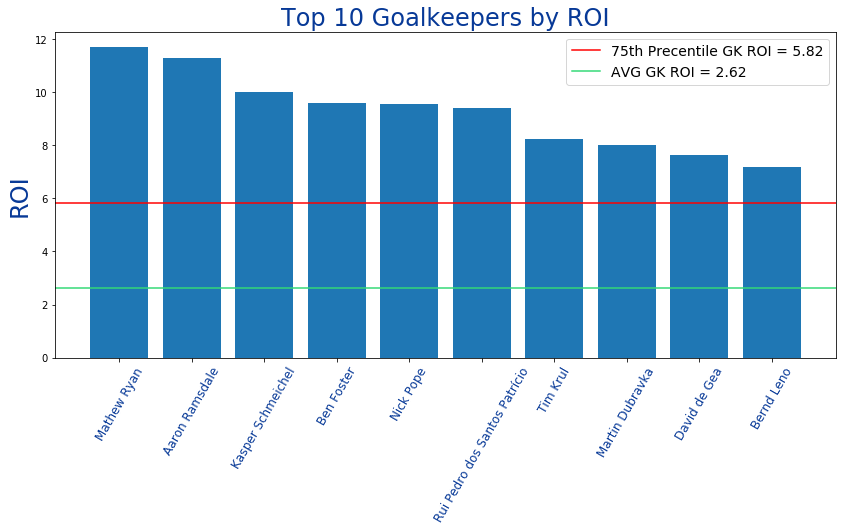 Top 10 Goalkeepers by ROI
75th Precentile GK ROI = 5.82
AVG GK ROI = 2.62
ROI
12
10
8
6
4
2
0
Mathew Ryan
Aaron Ramsdale
Kasper Schmeichel
Ben Foster
Nick Pope
Rui Pedro dos Santos Patrício
Tim Krul
Martin Dubravka
David de Gea
Bernd Leno